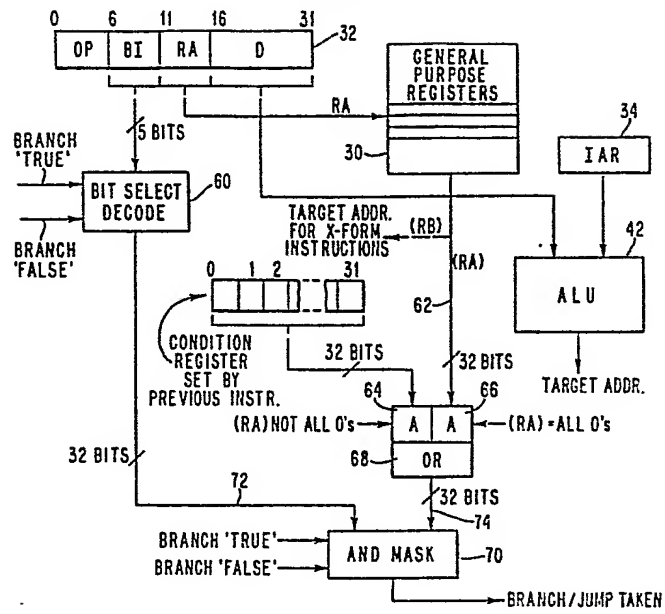 0 6 11 16 31
OP BI RA D
32
GENERAL
PURPOSE
REGISTERS
RA
5 BITS
30
34
IAR
BRANCH
'TRUE'
BIT SELECT
DECODE
60
BRANCH
'FALSE'
TARGET ADDR.
FOR X-FORM
INSTRUCTIONS
(RB)
(RA)
42
ALU
0 1 2 31
62
CONDITION
REGISTER
SET BY
PREVIOUS INSTR.
32 BITS
32 BITS
TARGET ADDR.
64 66
(RA) NOT ALL 0's
A A
(RA) = ALL 0's
68 OR
32 BITS
72
32 BITS
74
BRANCH 'TRUE'
BRANCH 'FALSE'
AND MASK
70
BRANCH/JUMP TAKEN